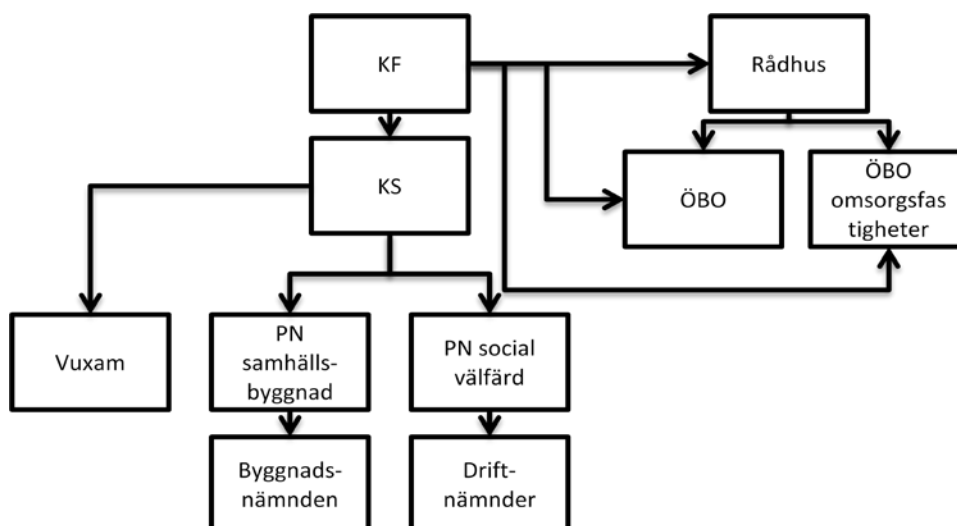 KF
Rådhus
KS
ÖBO
ÖBO
omsorgsfas
tigheter
Vuxam
PN
samhälls-
byggnad
PN social
välfärd
Byggnads-
nämnden
Drift-
nämnder